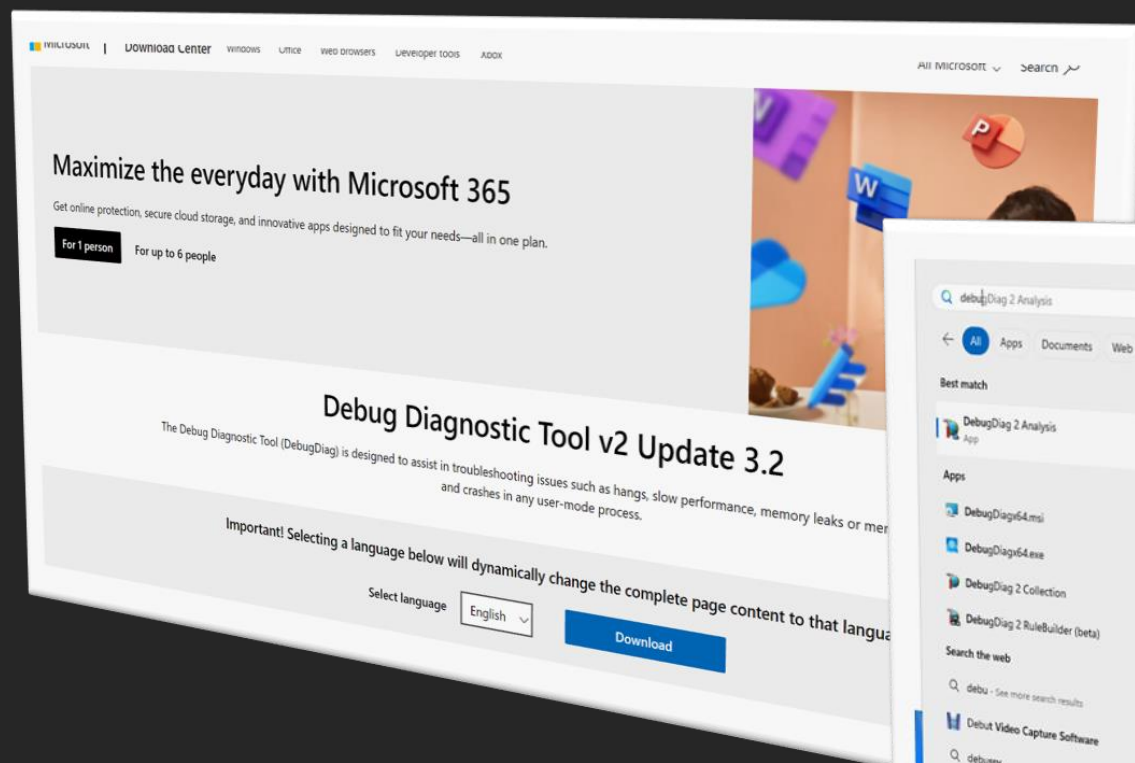 Microsoft | Download Center Windows Office Web browsers Developer tools Xbox
All Microsoft Search
Maximize the everyday with Microsoft 365
Get online protection, secure cloud storage, and innovative apps designed to fit your needs—all in one plan.
For 1 person For up to 6 people
W
P
Debug Diagnostic Tool v2 Update 3.2
The Debug Diagnostic Tool (DebugDiag) is designed to assist in troubleshooting issues such as hangs, slow performance, memory leaks or
and crashes in any user-mode process.
Important! Selecting a language below will dynamically change the complete page content to that
Select language English Download
debugDiag 2 Analysis
All Apps Documents Web
Best match
DebugDiag 2 Analysis
App
Apps
DebugDiagx64.msi
DebugDiagx64.exe
DebugDiag 2 Collection
DebugDiag 2 RuleBuilder (beta)
Search the web
debu - See more search results
Debut Video Capture Software